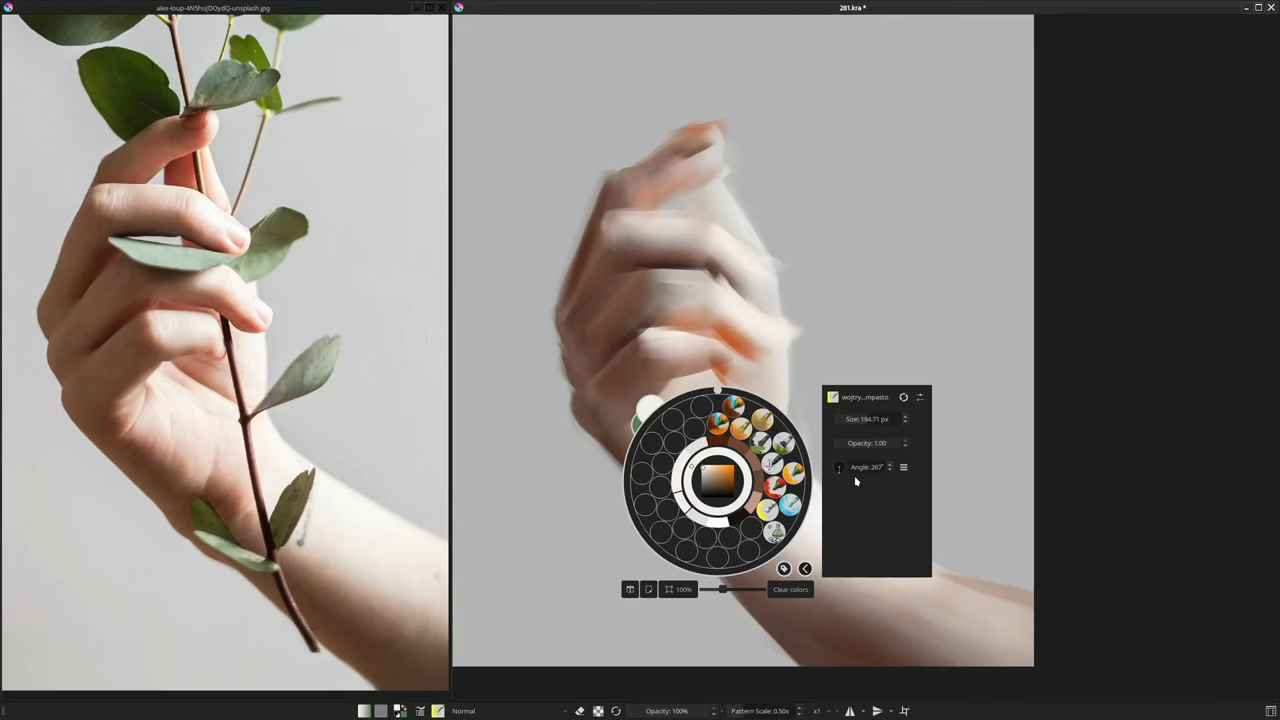 alex-loup-4N5hujDOydQ-unsplash.jpg
281.kra *
wojtry...mpasto
Size: 194.71 px
Opacity: 1.00
Angle: 267°
100%
Clear colors
Normal
Opacity: 100%
Pattern Scale: 0.50x
x1